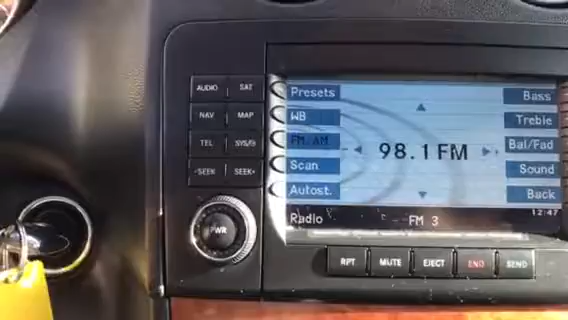 AUDIO SAT
NAV MAP
TEL SYS
SEEK SEEK
PWR
Presets
WB
FM AM
Scan
Autost.
98.1 FM
Bass
Treble
Bal/Fad
Sound
Back
12:47
Radio FM 3
RPT MUTE EJECT END SEND